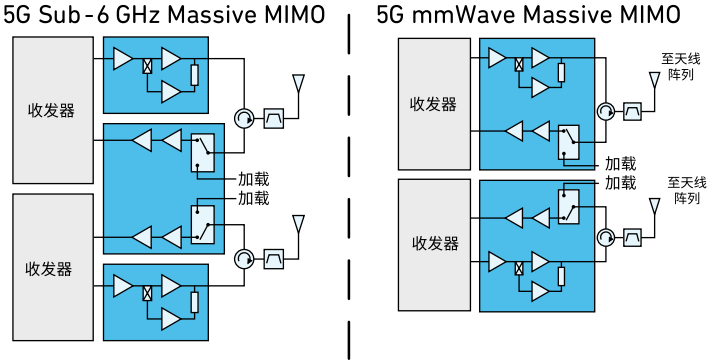 5G Sub-6 GHz Massive MIMO
收发器
加载
加载
收发器
5G mmWave Massive MIMO
至天线
阵列
收发器
加载
加载
至天线
阵列
收发器